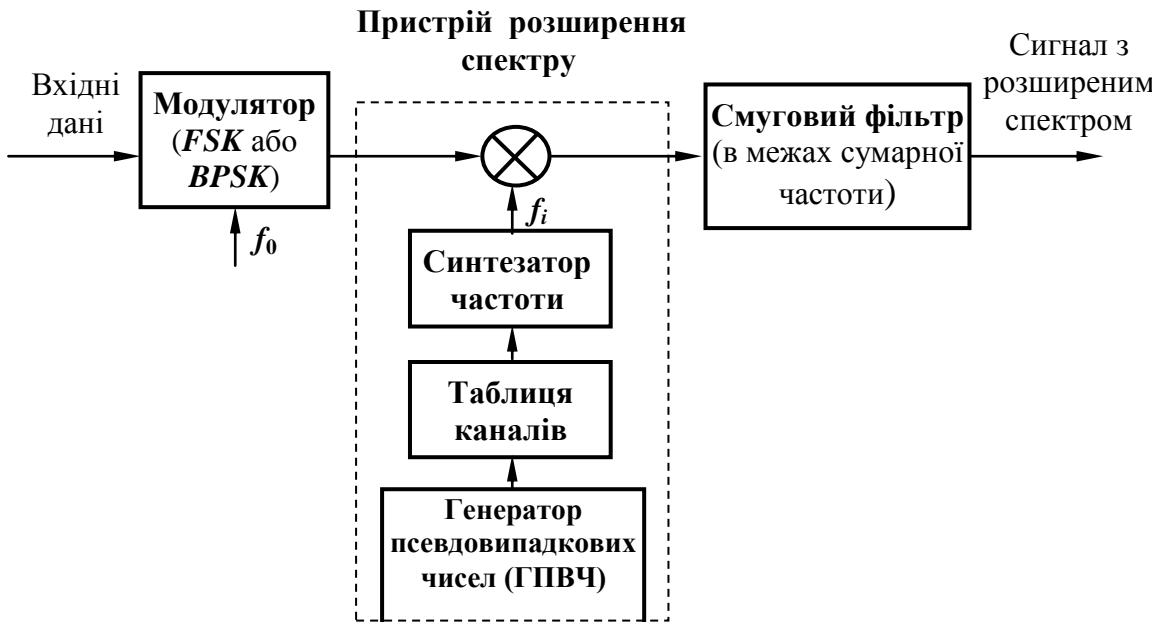 Пристрій розширення
спектру
Вхідні
дані
Модулятор
(FSK або
BPSK)
f0
fi
Синтезатор
частоти
Таблиця
каналів
Генератор
псевдовипадкових
чисел (ГПВЧ)
Смуговий фільтр
(в межах сумарної
частоти)
Сигнал з
розширеним
спектром